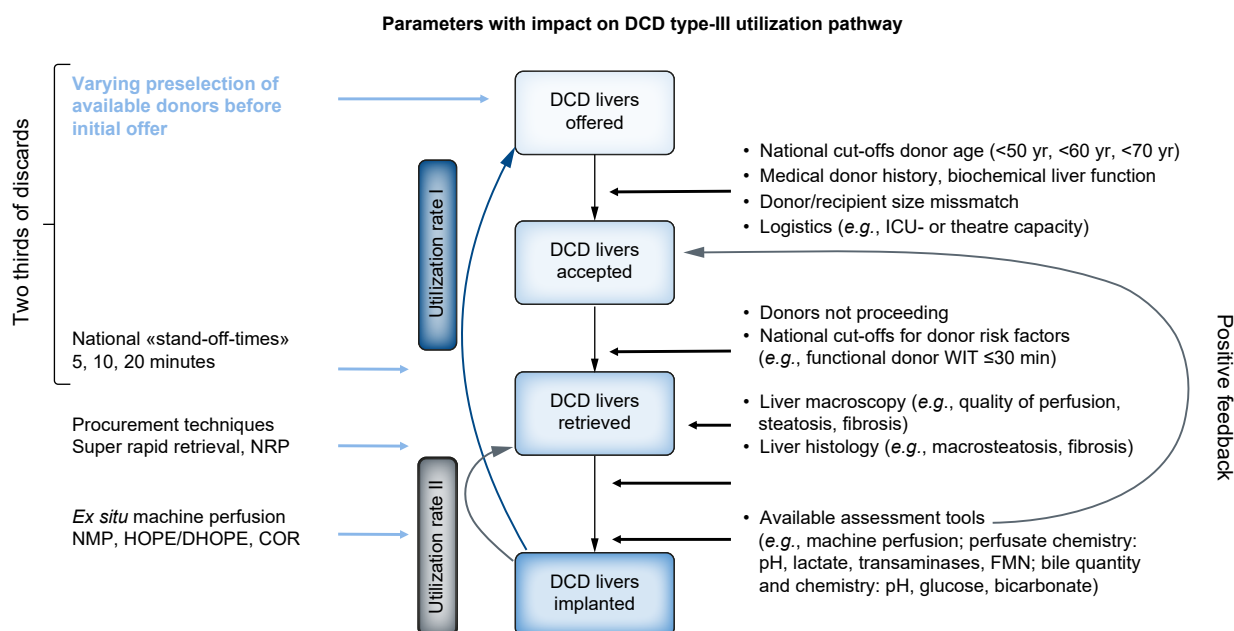 Parameters with impact on DCD type-III utilization pathway
Two thirds of discards
Varying preselection of
available donors before
initial offer
National «stand-off-times»
5, 10, 20 minutes
Procurement techniques
Super rapid retrieval, NRP
Ex situ machine perfusion
NMP, HOPE/DHOPE, COR
Utilization rate I
Utilization rate II
DCD livers
offered
DCD livers
accepted
DCD livers
retrieved
DCD livers
implanted
• National cut-offs donor age (<50 yr, <60 yr, <70 yr)
• Medical donor history, biochemical liver function
• Donor/recipient size missmatch
• Logistics (e.g., ICU- or theatre capacity)
• Donors not proceeding
• National cut-offs for donor risk factors
(e.g., functional donor WIT ≤30 min)
• Liver macroscopy (e.g., quality of perfusion,
steatosis, fibrosis)
• Liver histology (e.g., macrosteatosis, fibrosis)
• Available assessment tools
(e.g., machine perfusion; perfusate chemistry:
pH, lactate, transaminases, FMN; bile quantity
and chemistry: pH, glucose, bicarbonate)
Positive feedback